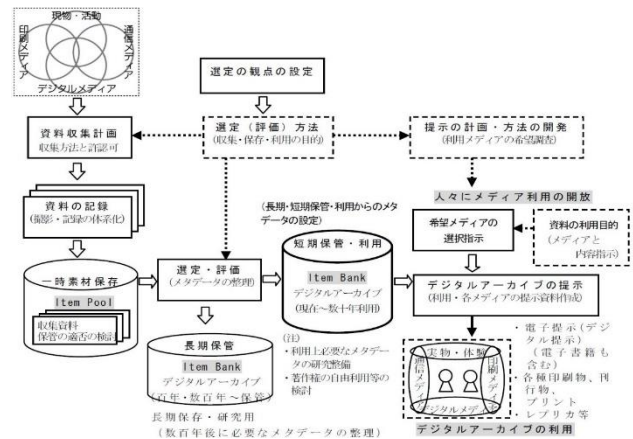 現物・活動
印刷メディア
通信メディア
デジタルメディア
選定の観点の設定
資料収集計画
収集方法と許認可
選定（評価）方法
（収集・保存・利用の目的）
提示の計画・方法の開発
（利用メディアの希望調査）
人々にメディア利用の開放
資料の記録
（撮影・記録の体系化）
（長期・短期保管・利用からのメタ
データの設定）
希望メディアの
選択指示
資料の利用目的
（メディアと
内容指示）
一時素材保存
Item Pool
収集資料
保管の適否の検討
選定・評価
（メタデータの整理）
短期保管・利用
Item Bank
デジタルアーカイブ
（現在～数十年利用）
デジタルアーカイブの提示
（利用・各メディアの提示資料作成）
長期保管
Item Bank
デジタルアーカイブ
（百年・数百年～保管）
長期保存・研究用
（数百年後に必要なメタデータの整理）
（注）
・利用上必要なメタデー
タの研究整備
・著作権の自由利用等の
検討
実物・体験
通信メディア
印刷メディア
デジタルメディア
・電子提示（デジ
タル提示）
（電子書籍も
含む）
・各種印刷物、刊
行物、
プリント
・レプリカ等
デジタルアーカイブの利用